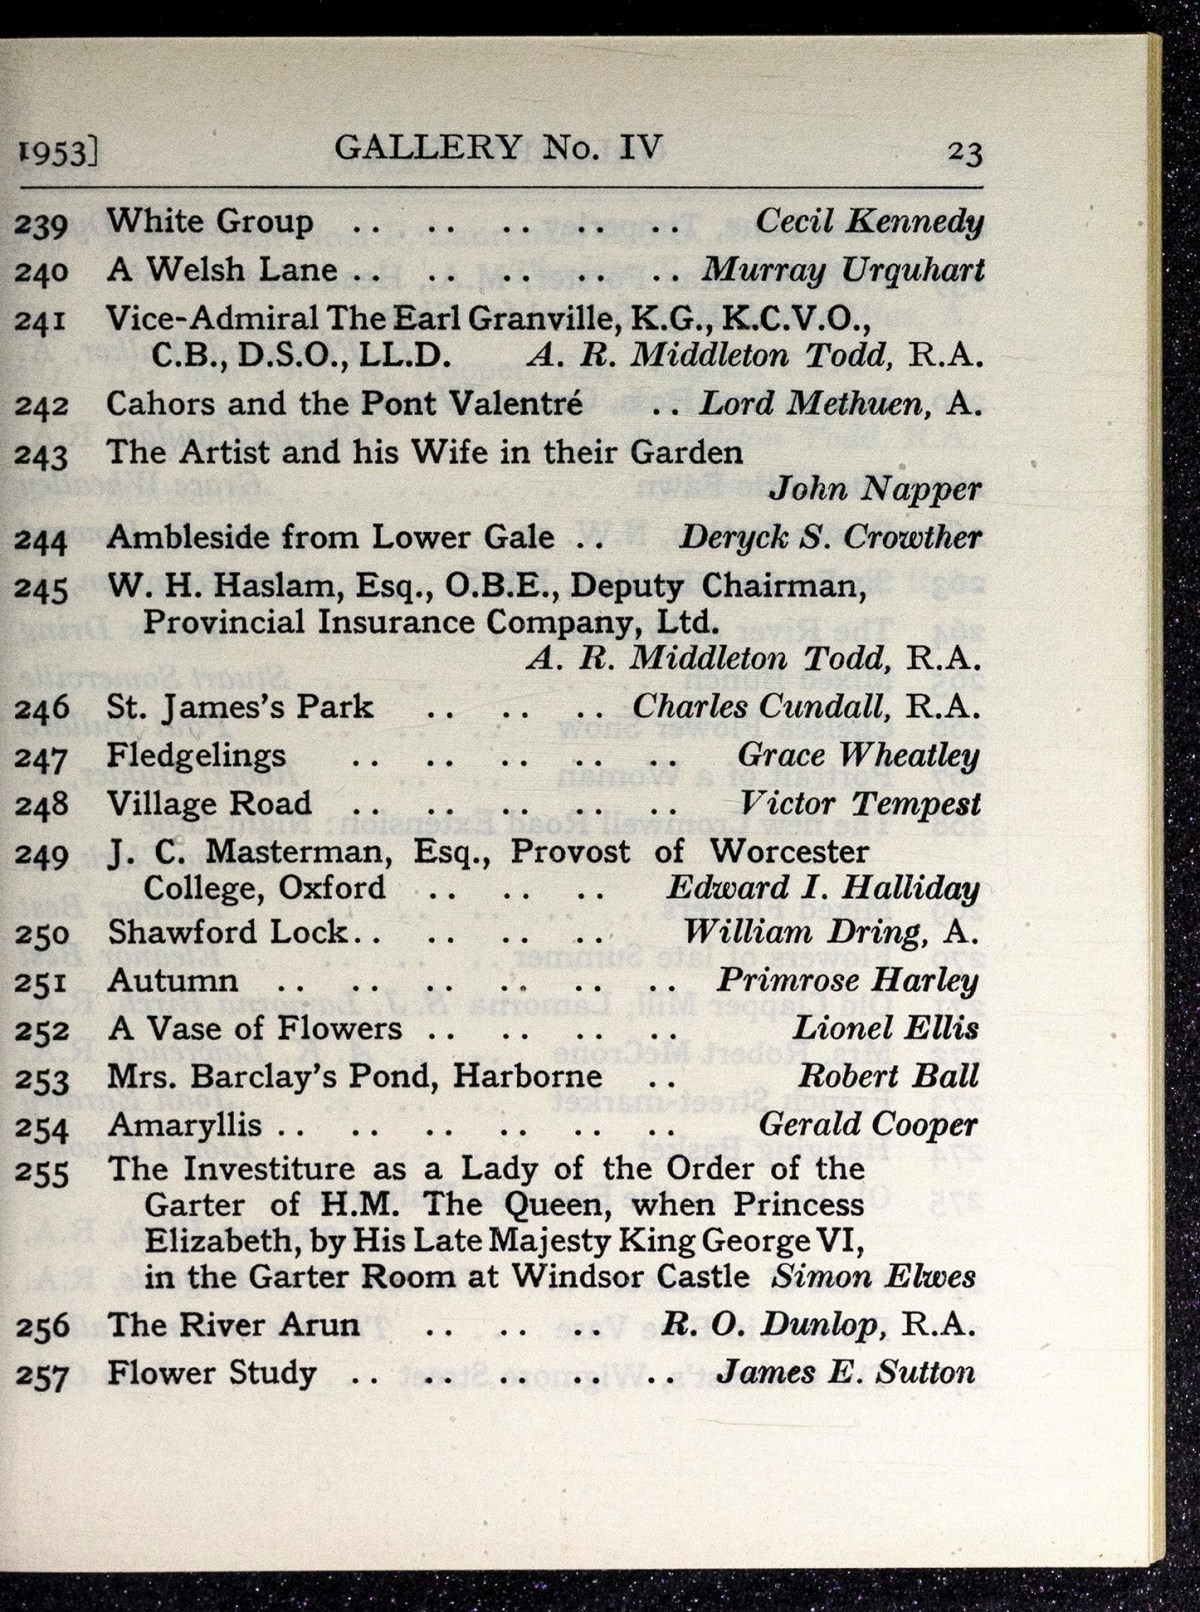 1953] GALLERY No. IV 23
239 White Group .. .. .. .. .. Cecil Kennedy
240 A Welsh Lane .. .. .. .. .. Murray Urquhart
241 Vice-Admiral The Earl Granville, K.G., K.C.V.O.,
C.B., D.S.O., LL.D. A. R. Middleton Todd, R.A.
242 Cahors and the Pont Valentré .. Lord Methuen, A.
243 The Artist and his Wife in their Garden
John Napper
244 Ambleside from Lower Gale .. Deryck S. Crowther
245 W. H. Haslam, Esq., O.B.E., Deputy Chairman,
Provincial Insurance Company, Ltd.
A. R. Middleton Todd, R.A.
246 St. James's Park .. .. .. Charles Cundall, R.A.
247 Fledgelings .. .. .. .. .. Grace Wheatley
248 Village Road .. .. .. .. .. Victor Tempest
249 J. C. Masterman, Esq., Provost of Worcester
College, Oxford .. .. .. Edward I. Halliday
250 Shawford Lock .. .. .. .. William Dring, A.
251 Autumn .. .. .. .. .. .. Primrose Harley
252 A Vase of Flowers .. .. .. .. Lionel Ellis
253 Mrs. Barclay's Pond, Harborne .. Robert Ball
254 Amaryllis .. .. .. .. .. .. Gerald Cooper
255 The Investiture as a Lady of the Order of the
Garter of H.M. The Queen, when Princess
Elizabeth, by His Late Majesty King George VI,
in the Garter Room at Windsor Castle Simon Elwes
256 The River Arun .. .. .. R. O. Dunlop, R.A.
257 Flower Study .. .. .. .. .. James E. Sutton